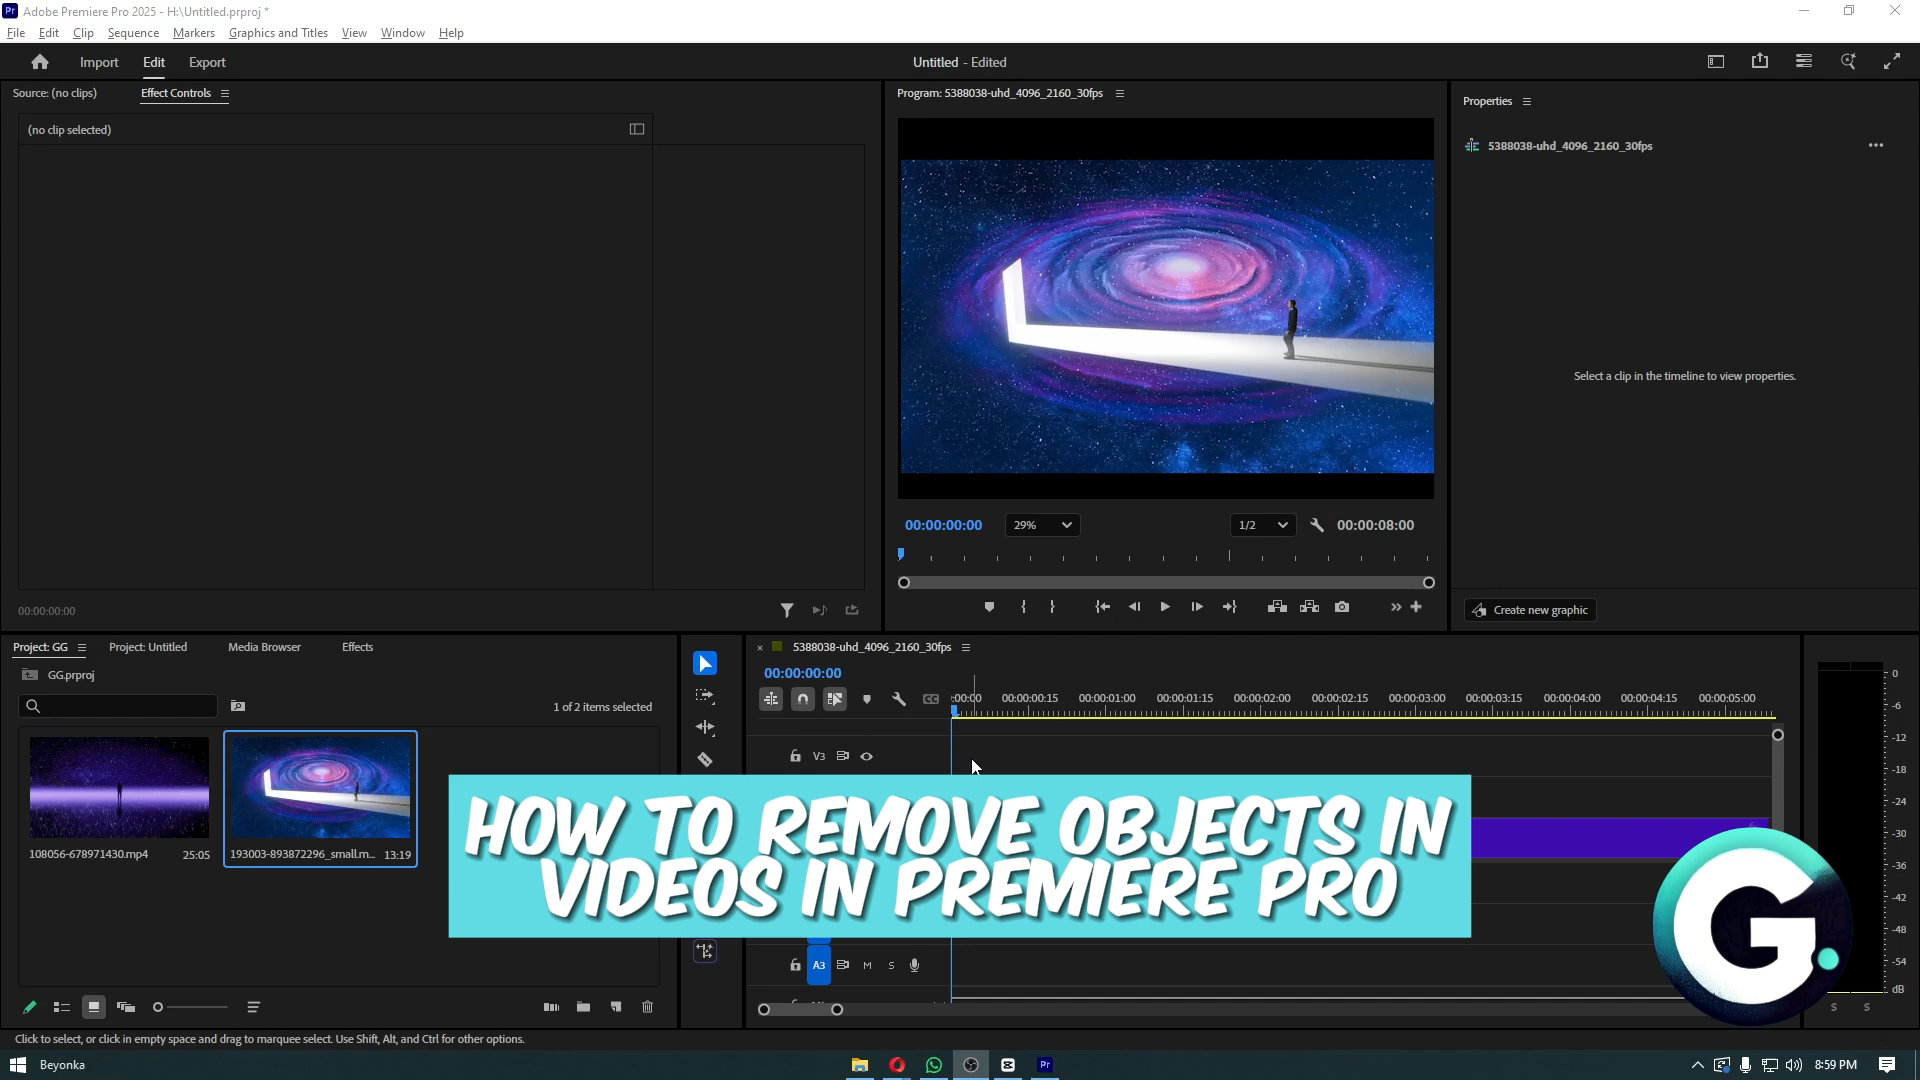 Pr Adobe Premiere Pro 2025 - H:\Untitled.prproj *
File Edit Clip Sequence Markers Graphics and Titles View Window Help
Import Edit Export
Untitled - Edited
Source: (no clips) Effect Controls
(no clip selected)
00:00:00:00
Program: 5388038-uhd_4096_2160_30fps
00:00:00:00 29% 1/2 00:00:08:00
Properties
5388038-uhd_4096_2160_30fps
Select a clip in the timeline to view properties.
Create new graphic
Project: GG Project: Untitled Media Browser Effects
GG.prproj
1 of 2 items selected
108056-678971430.mp4 25:05
193003-893872296_small.m... 13:19
5388038-uhd_4096_2160_30fps
00:00:00:00
:00:00 00:00:00:15 00:00:01:00 00:00:01:15 00:00:02:00 00:00:02:15 00:00:03:00 00:00:03:15 00:00:04:00 00:00:04:15 00:00:05:00
CC
V3
HOW TO REMOVE OBJECTS IN
VIDEOS IN PREMIERE PRO
A3 M S
0
-6
-12
-18
-24
-30
-36
-42
-48
-54
dB
S S
G
Click to select, or click in empty space and drag to marquee select. Use Shift, Alt, and Ctrl for other options.
Beyonka
Pr
8:59 PM